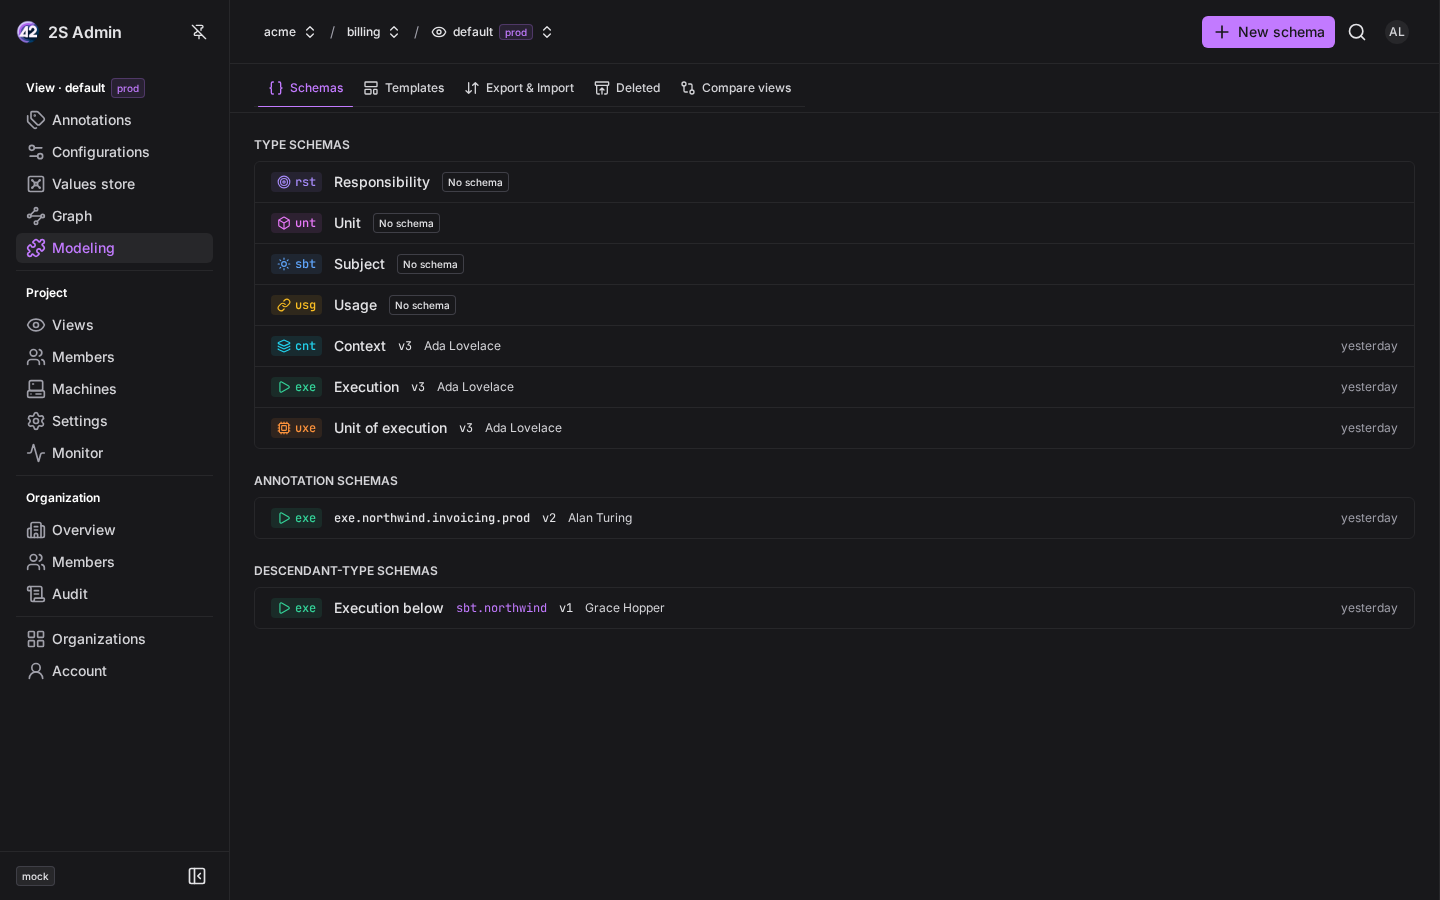 2S Admin
acme / billing / default prod
New schema
AL
View · default prod
Annotations
Configurations
Values store
Graph
Modeling
Project
Views
Members
Machines
Settings
Monitor
Organization
Overview
Members
Audit
Organizations
Account
mock
Schemas Templates Export & Import Deleted Compare views
TYPE SCHEMAS
rst Responsibility No schema
unt Unit No schema
sbt Subject No schema
usg Usage No schema
cnt Context v3 Ada Lovelace yesterday
exe Execution v3 Ada Lovelace yesterday
uxe Unit of execution v3 Ada Lovelace yesterday
ANNOTATION SCHEMAS
exe exe.northwind.invoicing.prod v2 Alan Turing yesterday
DESCENDANT-TYPE SCHEMAS
exe Execution below sbt.northwind v1 Grace Hopper yesterday